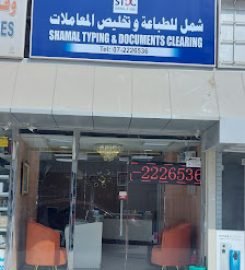 STDC
شمل للطباعة و تخليص المعاملات
SHAMAL TYPING & DOCUMENTS CLEARING
Tel: 07-2226536
-2226536